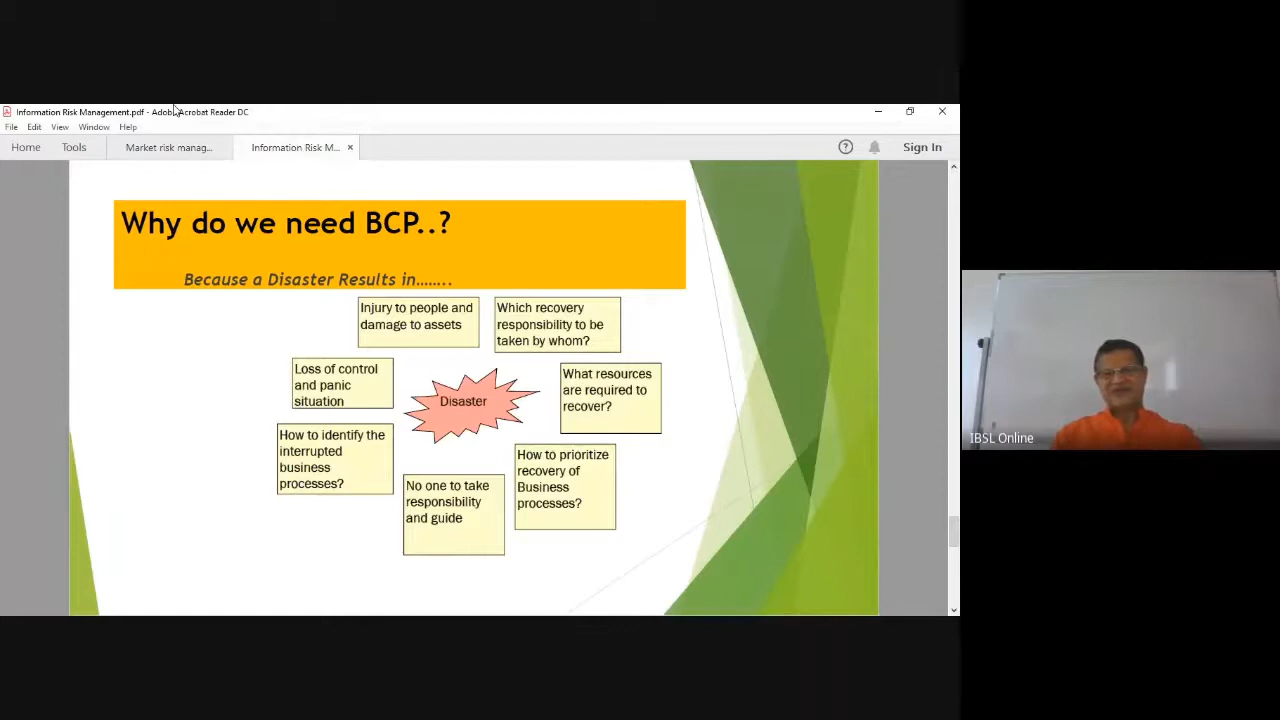 Information Risk Management.pdf - Adobe Acrobat Reader DC
File Edit View Window Help
Home Tools Market risk manag... Information Risk M... × ? Sign In
Why do we need BCP..?
Because a Disaster Results in……..
Injury to people and
damage to assets
Which recovery
responsibility to be
taken by whom?
Loss of control
and panic
situation
Disaster
What resources
are required to
recover?
How to identify the
interrupted
business
processes?
No one to take
responsibility
and guide
How to prioritize
recovery of
Business
processes?
IBSL Online